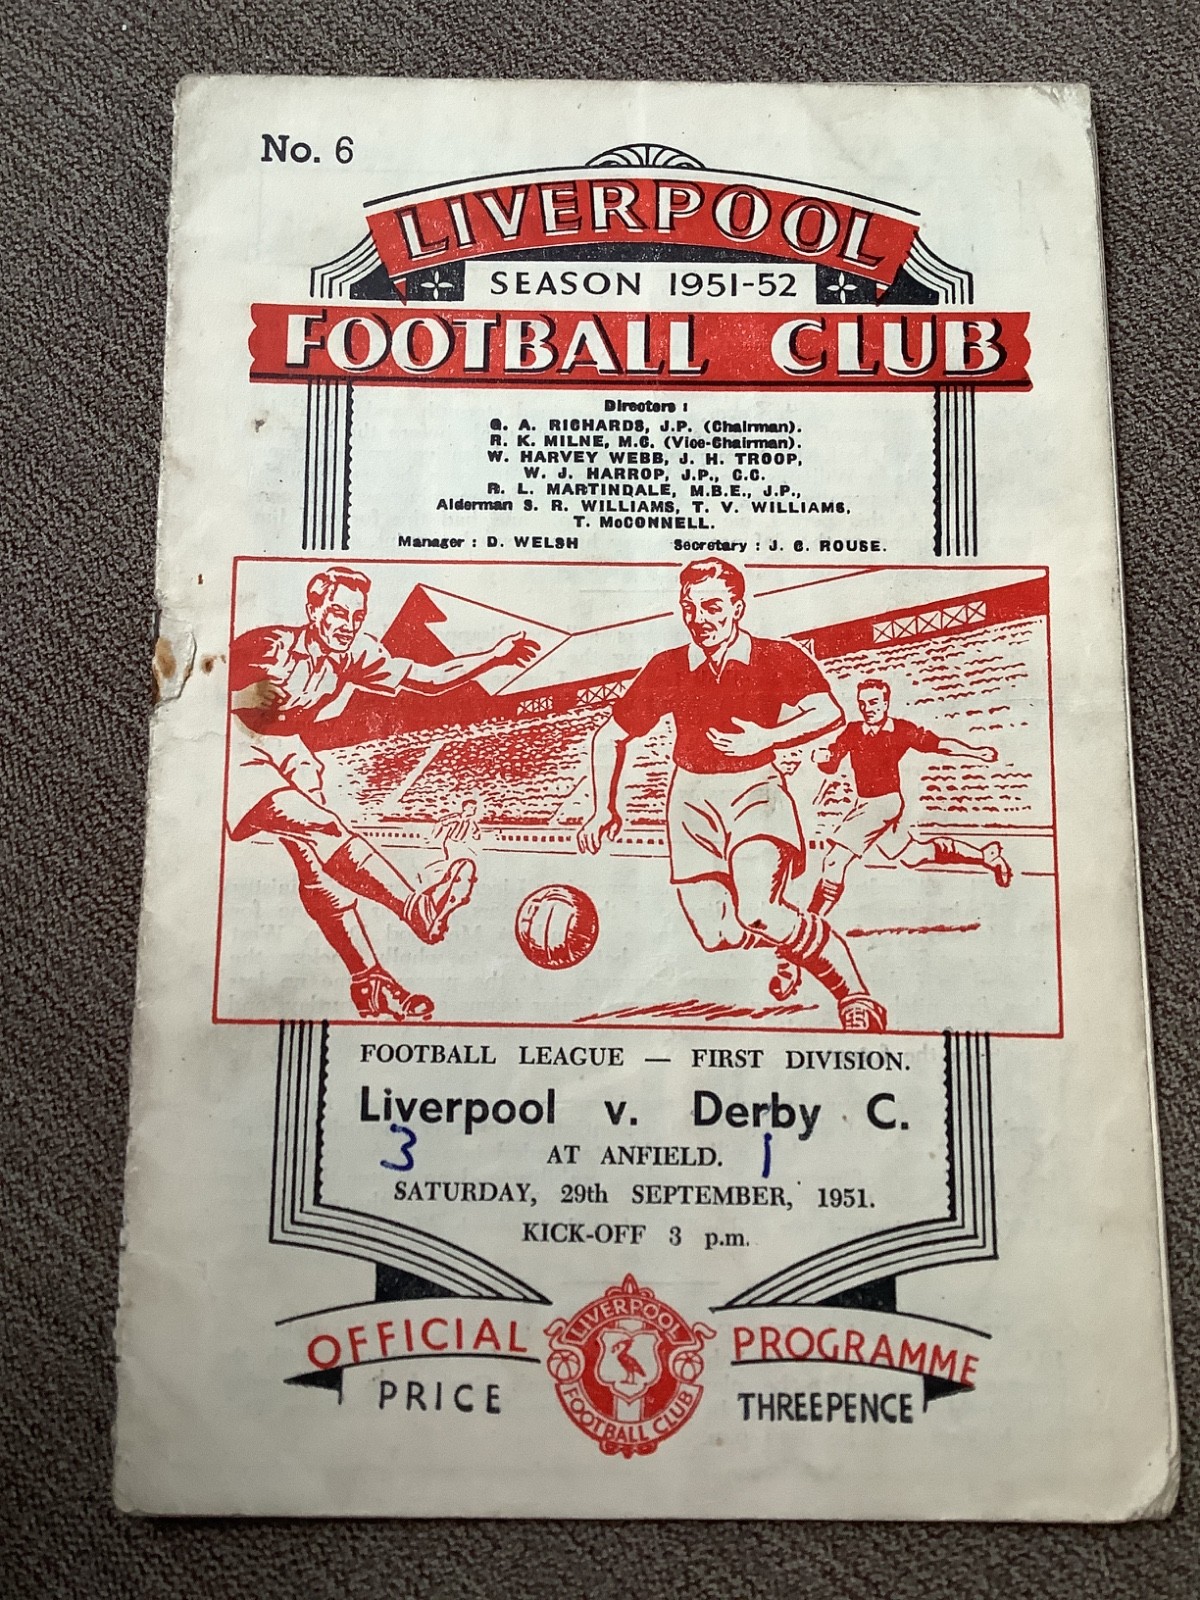 No. 6
LIVERPOOL
SEASON 1951-52
FOOTBALL CLUB
Directors :
G. A. RICHARDS, J.P. (Chairman).
R. K. MILNE, M.C. (Vice-Chairman).
W. HARVEY WEBB, J. H. TROOP,
W. J. HARROP, J.P., C.C.
R. L. MARTINDALE, M.B.E., J.P.,
Alderman S. R. WILLIAMS, T. V. WILLIAMS,
T. McCONNELL.
Manager : D. WELSH Secretary : J. C. ROUSE.
FOOTBALL LEAGUE — FIRST DIVISION.
Liverpool v. Derby C.
3 1
AT ANFIELD.
SATURDAY, 29th SEPTEMBER, 1951.
KICK-OFF 3 p.m.
OFFICIAL PROGRAMME
PRICE THREEPENCE
LIVERPOOL
FOOTBALL CLUB